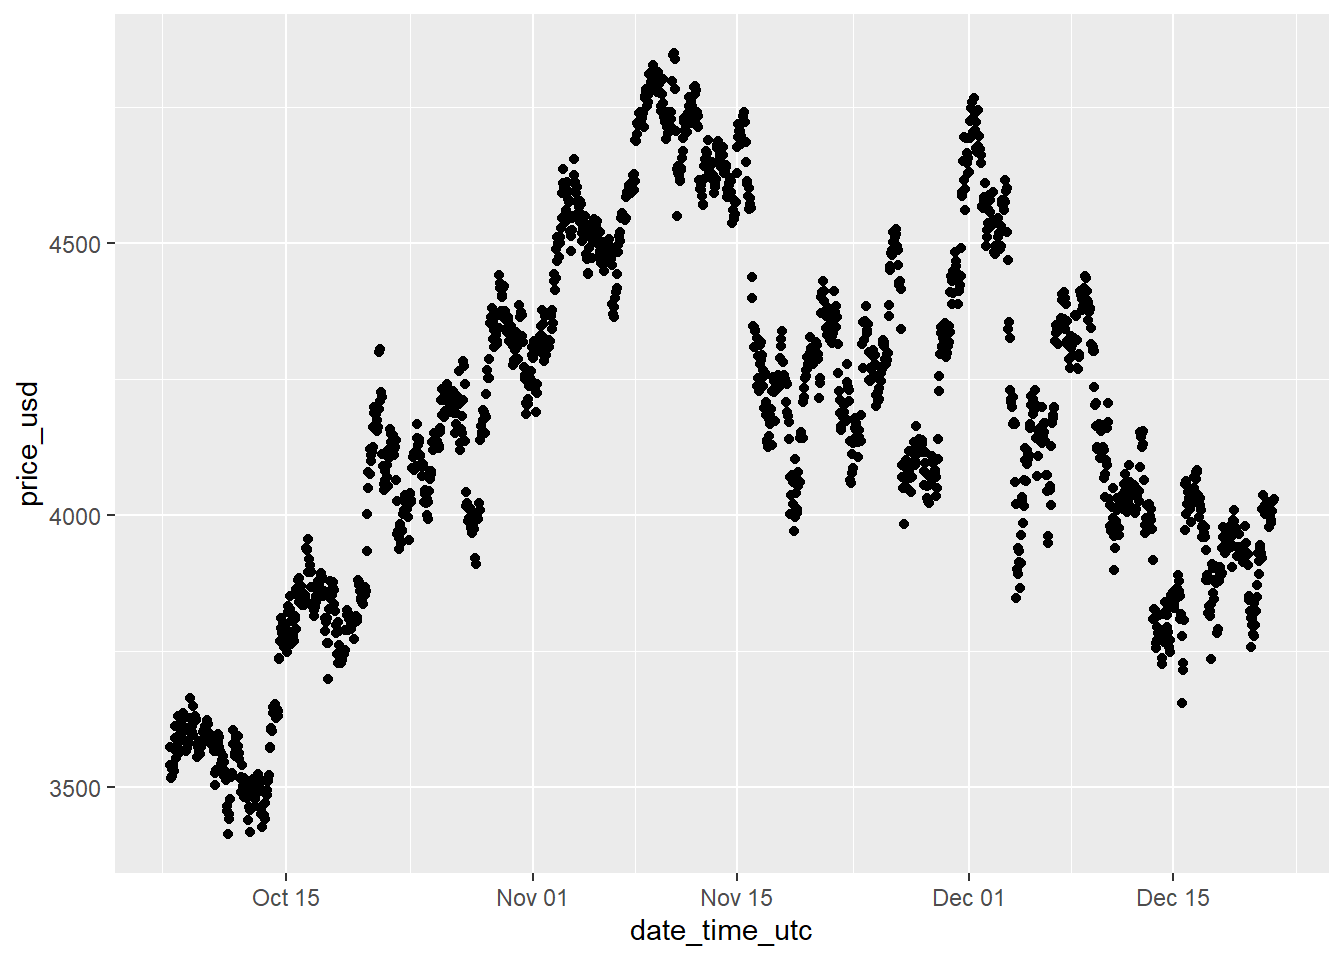 price_usd
4500
4000
3500
Oct 15
Nov 01
Nov 15
Dec 01
Dec 15
date_time_utc